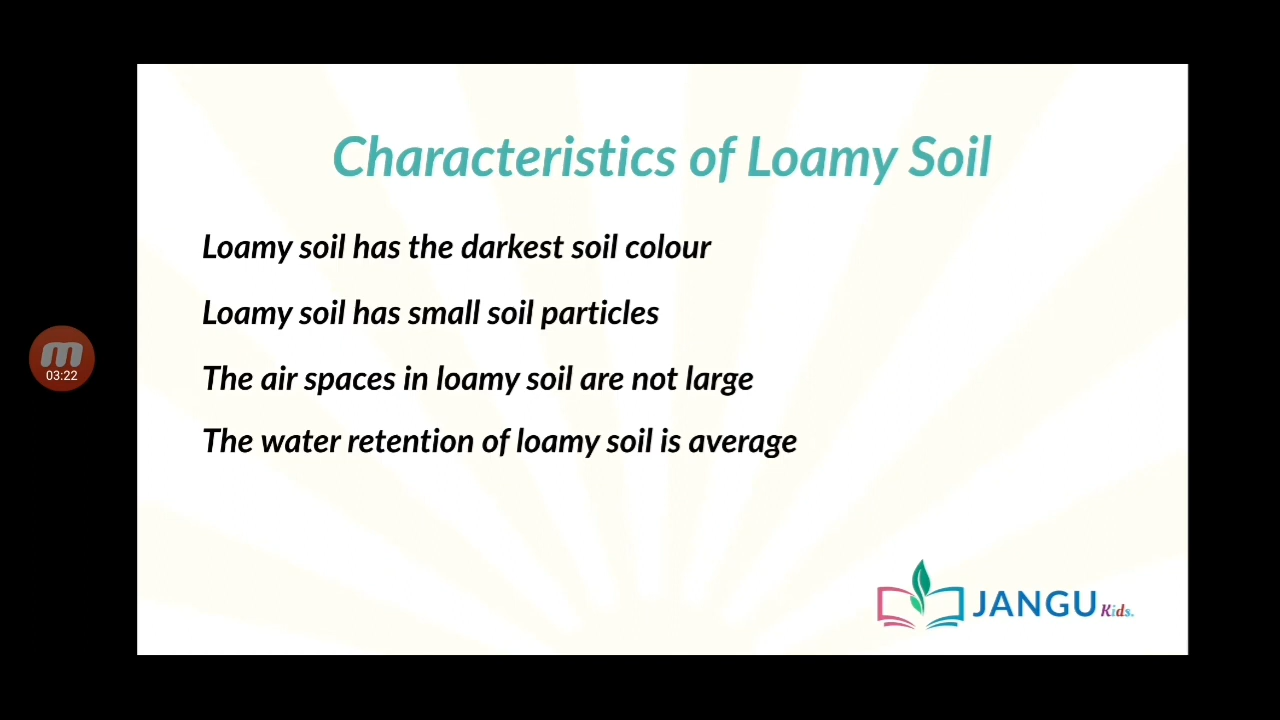 Characteristics of Loamy Soil
Loamy soil has the darkest soil colour
Loamy soil has small soil particles
03:22
The air spaces in loamy soil are not large
The water retention of loamy soil is average
JANGU Kids.